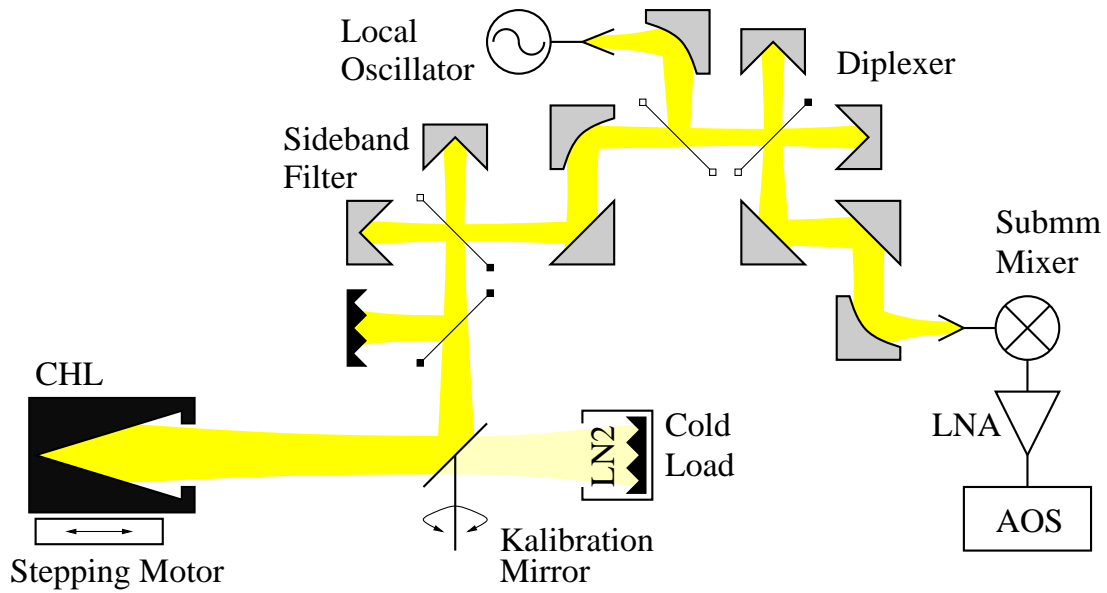 Local
Oscillator
Diplexer
Sideband
Filter
Submm
Mixer
CHL
LN2
Cold
Load
LNA
AOS
Kalibration
Mirror
Stepping Motor